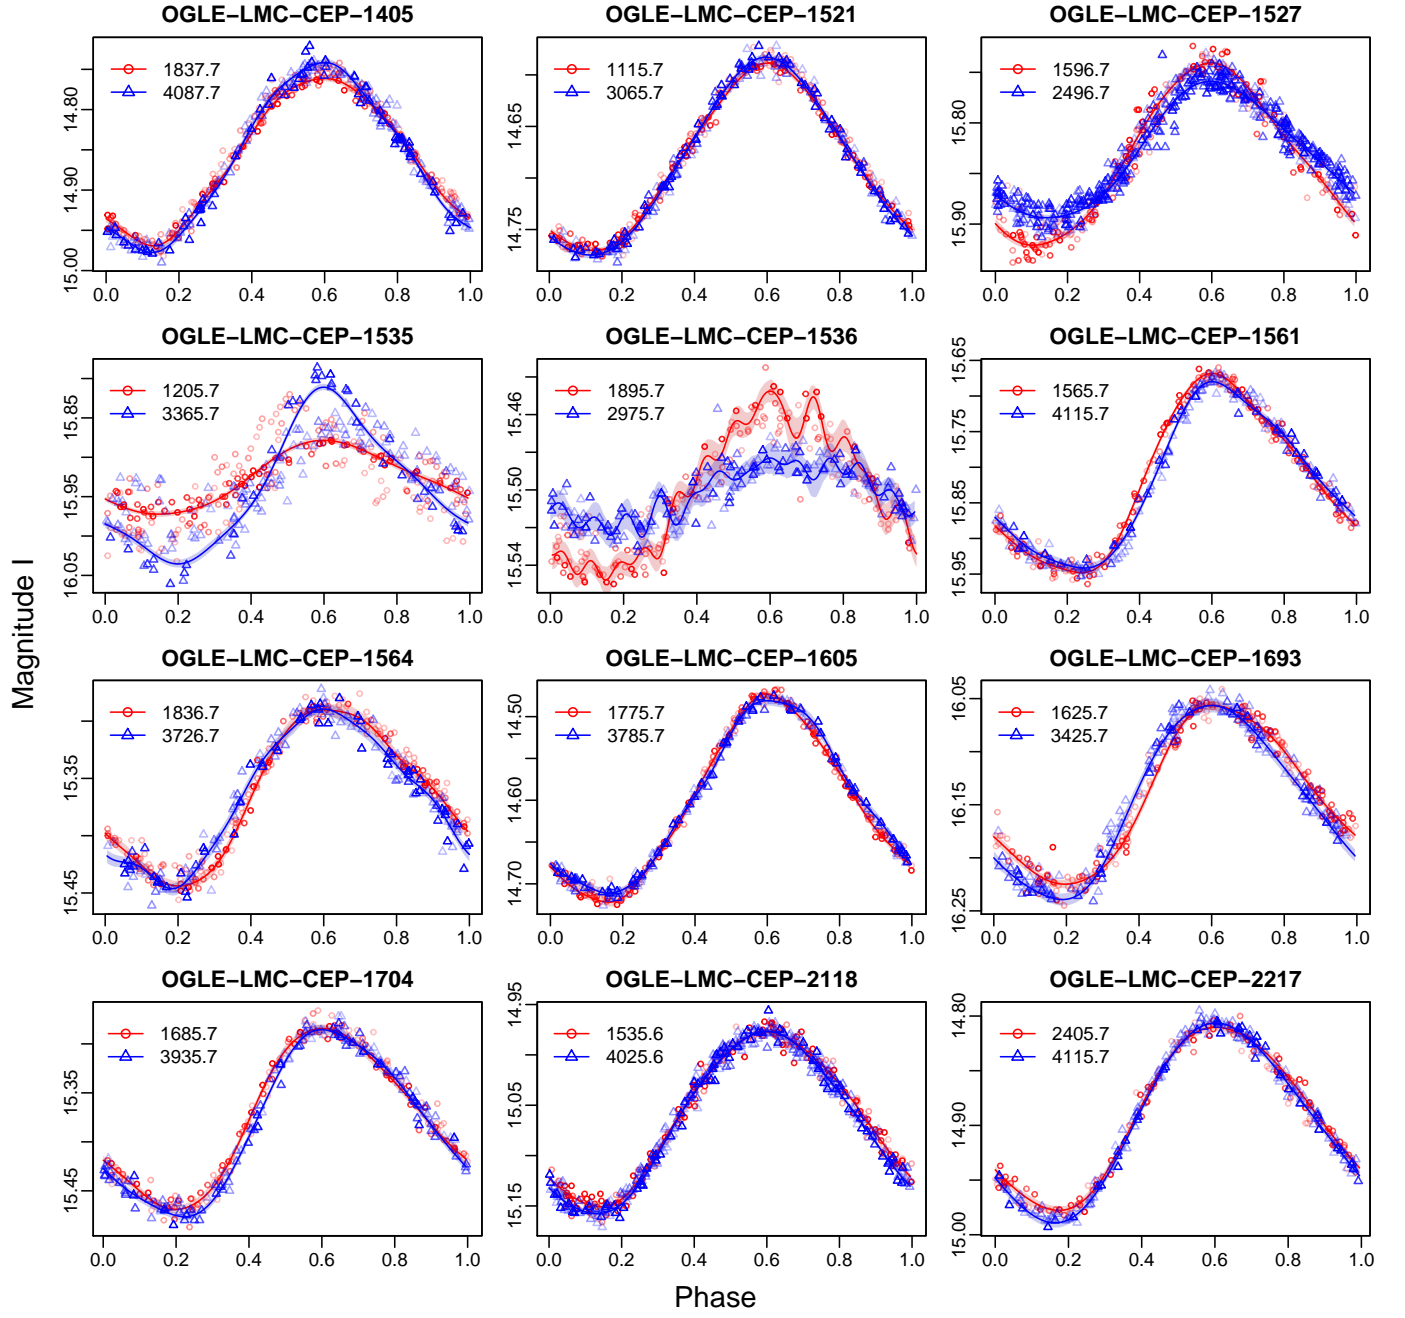 OGLE−LMC−CEP−1405
1837.7
4087.7
14.80
14.90
15.00
0.0 0.2 0.4 0.6 0.8 1.0
OGLE−LMC−CEP−1521
1115.7
3065.7
14.65
14.75
0.0 0.2 0.4 0.6 0.8 1.0
OGLE−LMC−CEP−1527
1596.7
2496.7
15.80
15.90
0.0 0.2 0.4 0.6 0.8 1.0
OGLE−LMC−CEP−1535
1205.7
3365.7
15.85
15.95
16.05
0.0 0.2 0.4 0.6 0.8 1.0
OGLE−LMC−CEP−1536
1895.7
2975.7
15.46
15.50
15.54
0.0 0.2 0.4 0.6 0.8 1.0
OGLE−LMC−CEP−1561
1565.7
4115.7
15.65
15.75
15.85
15.95
0.0 0.2 0.4 0.6 0.8 1.0
Magnitude I
OGLE−LMC−CEP−1564
1836.7
3726.7
15.35
15.45
0.0 0.2 0.4 0.6 0.8 1.0
OGLE−LMC−CEP−1605
1775.7
3785.7
14.50
14.60
14.70
0.0 0.2 0.4 0.6 0.8 1.0
OGLE−LMC−CEP−1693
1625.7
3425.7
16.05
16.15
16.25
0.0 0.2 0.4 0.6 0.8 1.0
OGLE−LMC−CEP−1704
1685.7
3935.7
15.35
15.45
0.0 0.2 0.4 0.6 0.8 1.0
OGLE−LMC−CEP−2118
1535.6
4025.6
14.95
15.05
15.15
0.0 0.2 0.4 0.6 0.8 1.0
OGLE−LMC−CEP−2217
2405.7
4115.7
14.80
14.90
15.00
0.0 0.2 0.4 0.6 0.8 1.0
Phase